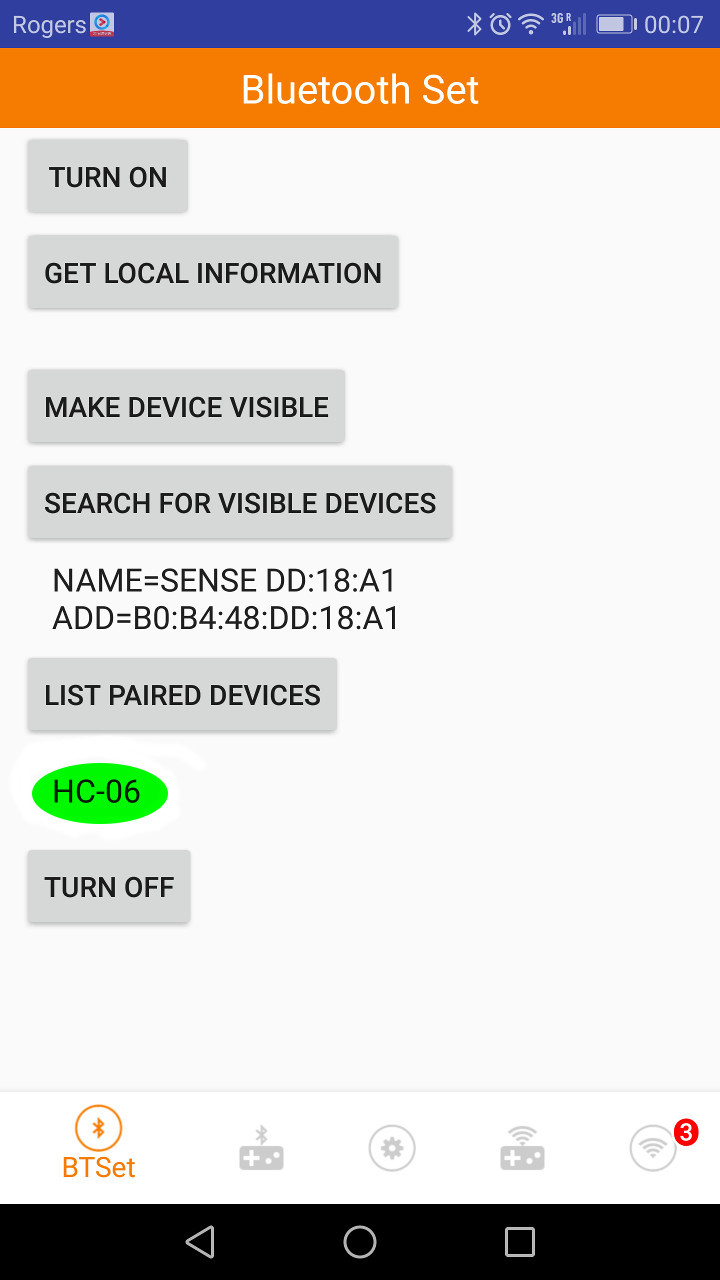 Rogers
3G R
00:07
Bluetooth Set
TURN ON
GET LOCAL INFORMATION
MAKE DEVICE VISIBLE
SEARCH FOR VISIBLE DEVICES
NAME=SENSE DD:18:A1
ADD=B0:B4:48:DD:18:A1
LIST PAIRED DEVICES
HC-06
TURN OFF
3
BTSet